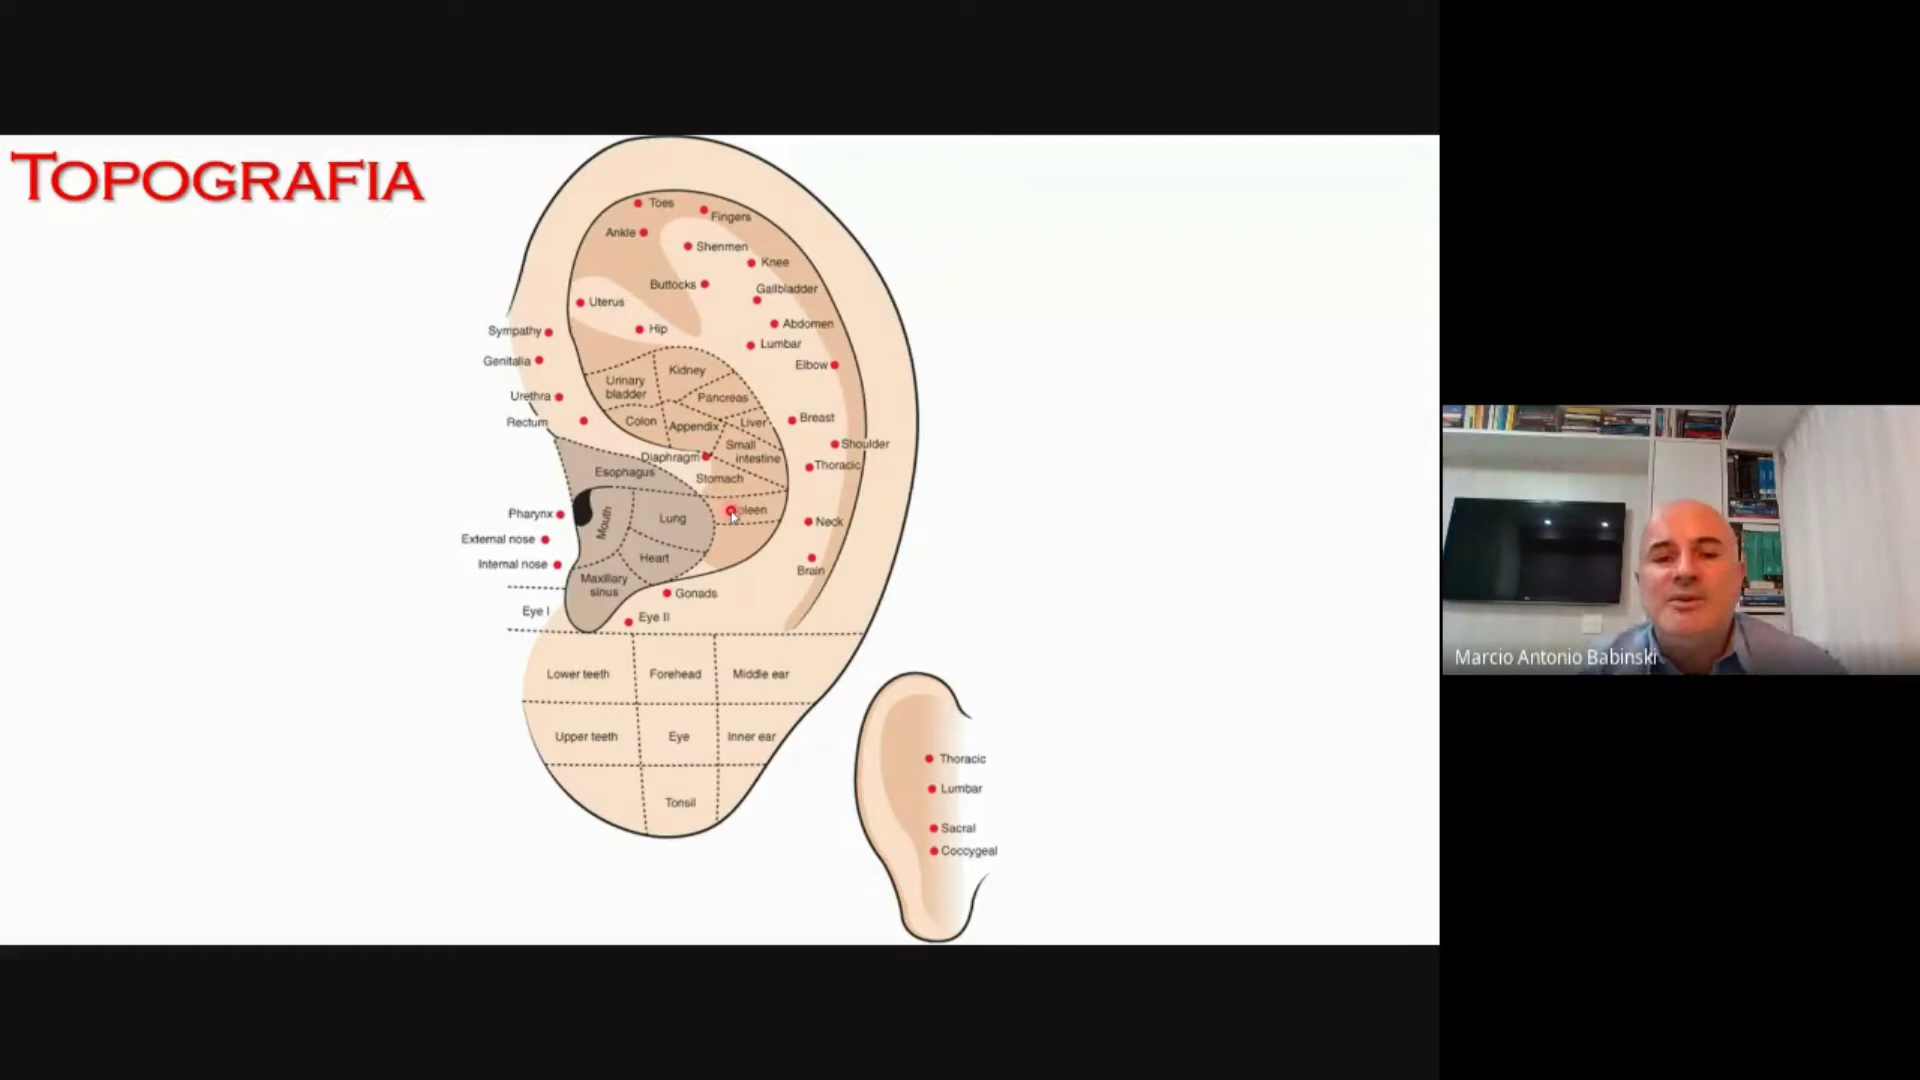 TOPOGRAFIA
Toes
Fingers
Ankle
Shenmen
Knee
Buttocks
Gallbladder
Uterus
Abdomen
Sympathy
Hip
Lumbar
Genitalia
Elbow
Kidney
Urinary
bladder
Pancreas
Urethra
Rectum
Colon
Appendix
Liver
Breast
Small
intestine
Shoulder
Diaphragm
Thoracic
Esophagus
Stomach
Pharynx
Mouth
Lung
pleen
Neck
External nose
Heart
Internal nose
Brain
Maxillary
sinus
Gonads
Eye I
Eye II
Lower teeth
Forehead
Middle ear
Upper teeth
Eye
Inner ear
Tonsil
Thoracic
Lumbar
Sacral
Coccygeal
Marcio Antonio Babinski